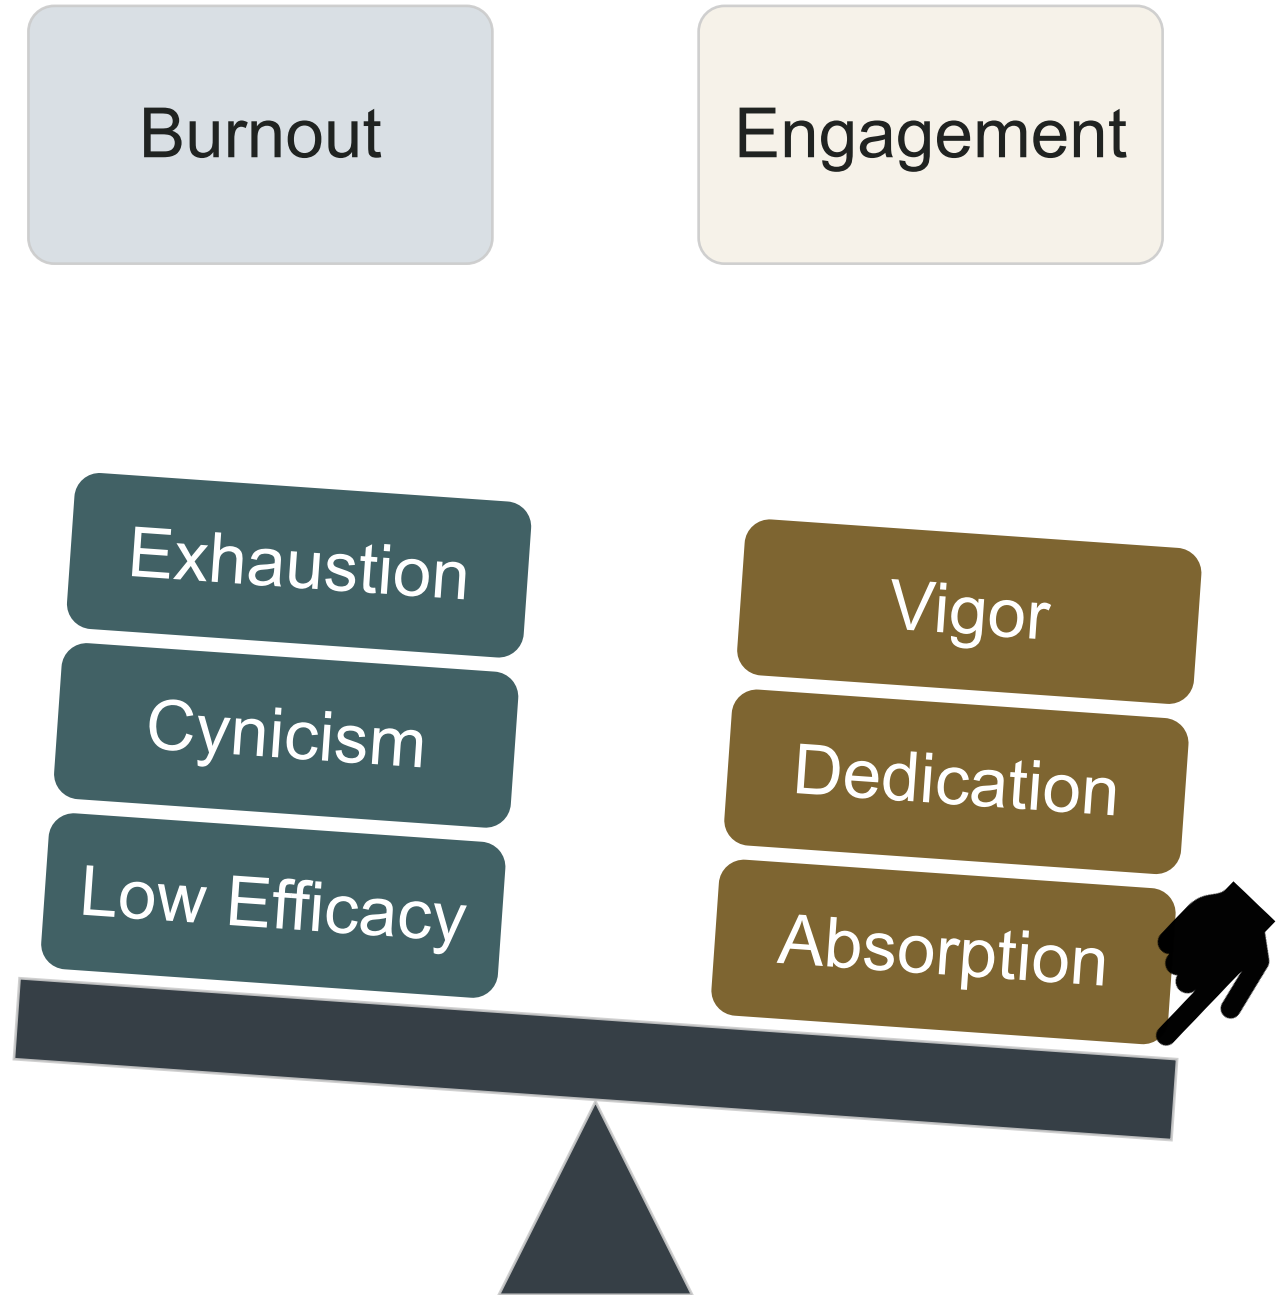 Burnout
Engagement
Exhaustion
Cynicism
Low Efficacy
Vigor
Dedication
Absorption